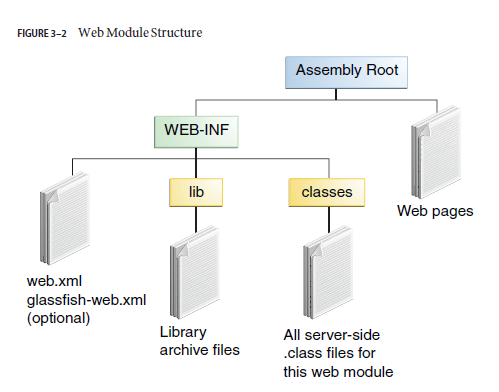 FIGURE 3–2 Web Module Structure
Assembly Root
WEB-INF
lib
classes
Web pages
web.xml
glassfish-web.xml
(optional)
Library
archive files
All server-side
.class files for
this web module